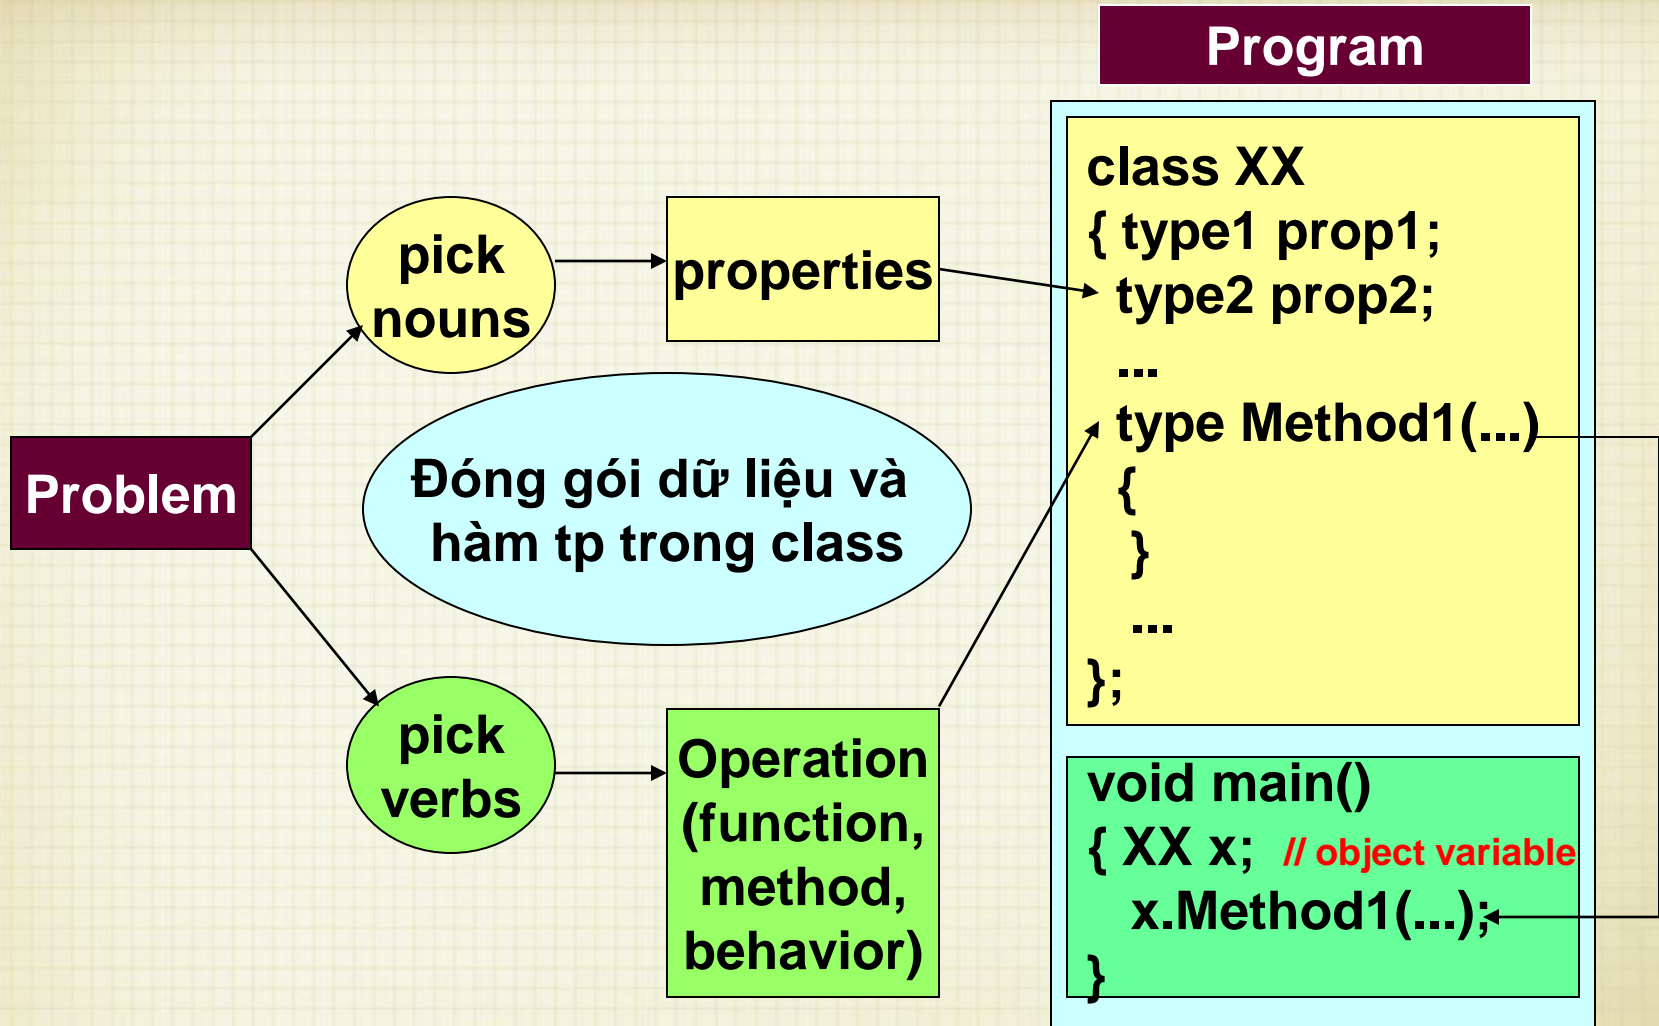 Program
Problem
pick
nouns
properties
Đóng gói dữ liệu và
hàm tp trong class
pick
verbs
Operation
(function,
method,
behavior)
class XX
{ type1 prop1;
type2 prop2;
...
type Method1(...)
{
}
...
};
void main()
{ XX x; // object variable
x.Method1(...);
}